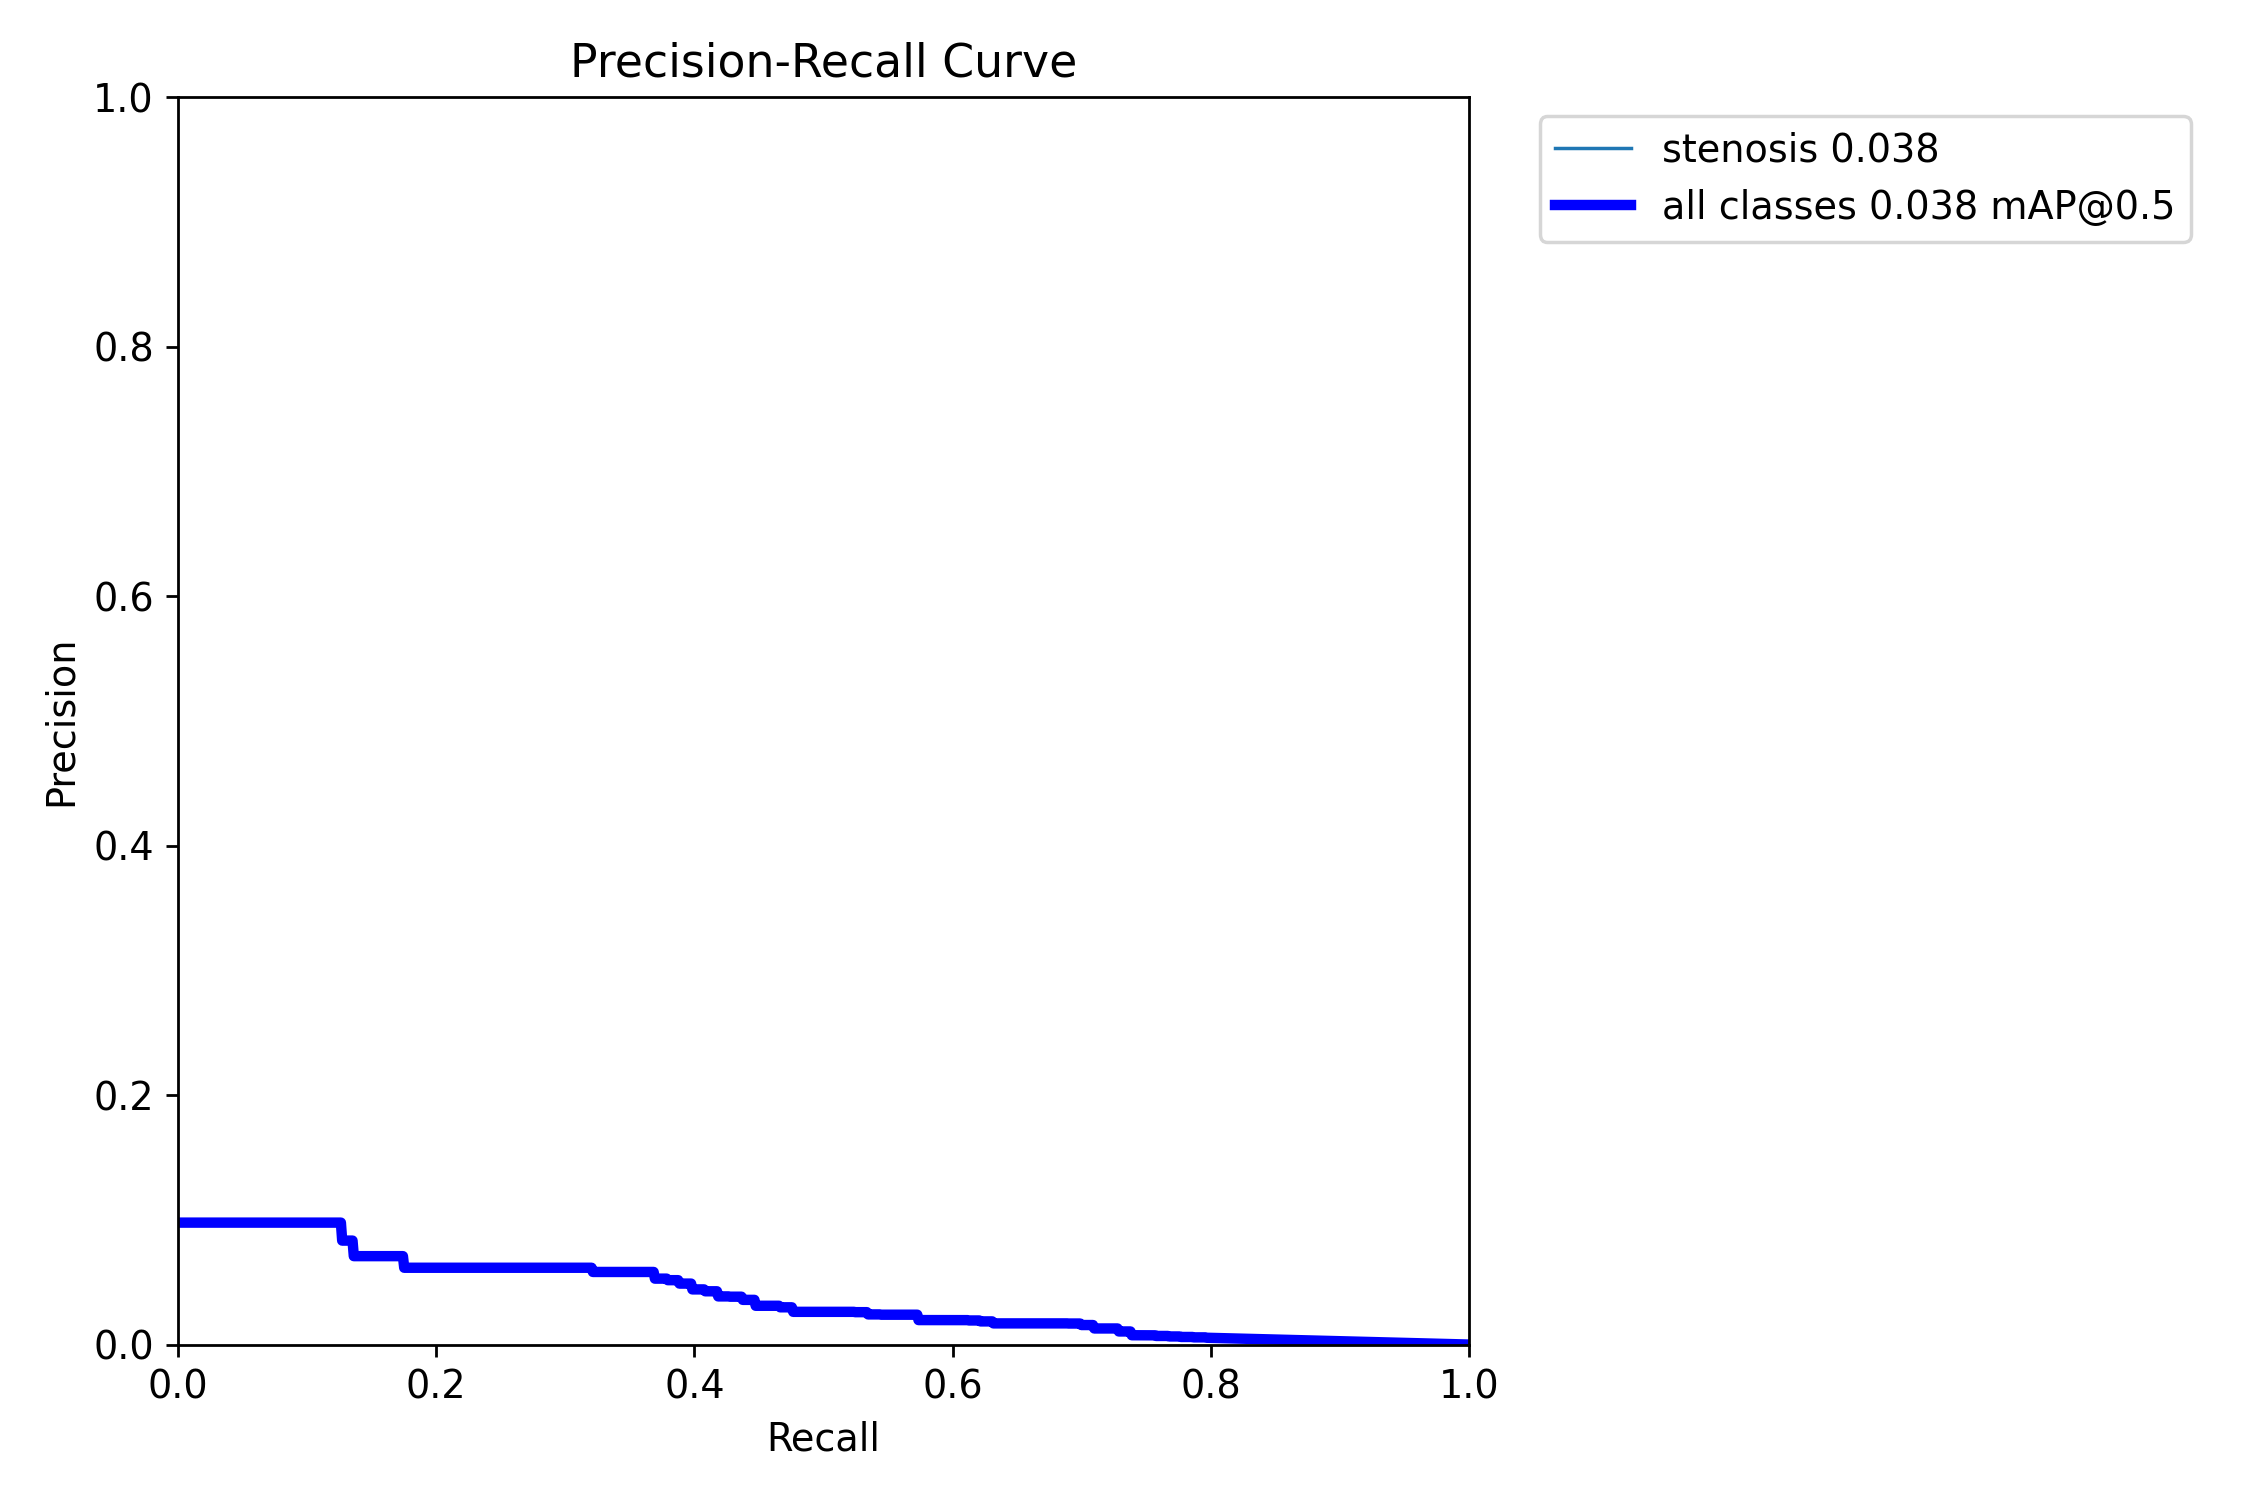 Precision-Recall Curve
1.0
0.8
0.6
0.4
0.2
0.0
Precision
0.0 0.2 0.4 0.6 0.8 1.0
Recall
stenosis 0.038
all classes 0.038 mAP@0.5